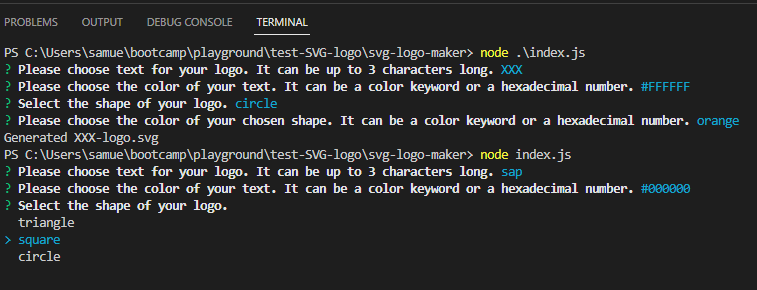 PROBLEMS OUTPUT DEBUG CONSOLE TERMINAL
PS C:\Users\samue\bootcamp\playground\test-SVG-logo\svg-logo-maker> node .\index.js
? Please choose text for your logo. It can be up to 3 characters long. XXX
? Please choose the color of your text. It can be a color keyword or a hexadecimal number. #FFFFFF
? Select the shape of your logo. circle
? Please choose the color of your chosen shape. It can be a color keyword or a hexadecimal number. orange
Generated XXX-logo.svg
PS C:\Users\samue\bootcamp\playground\test-SVG-logo\svg-logo-maker> node index.js
? Please choose text for your logo. It can be up to 3 characters long. sap
? Please choose the color of your text. It can be a color keyword or a hexadecimal number. #000000
? Select the shape of your logo.
triangle
> square
circle